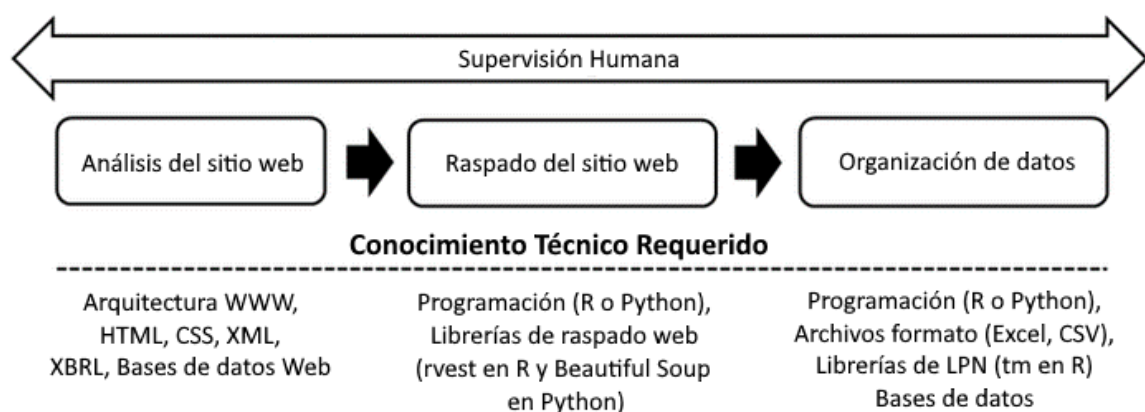 Supervisión Humana
Análisis del sitio web
Raspado del sitio web
Organización de datos
Conocimiento Técnico Requerido
Arquitectura WWW,
HTML, CSS, XML,
XBRL, Bases de datos Web
Programación (R o Python),
Librerías de raspado web
(rvest en R y Beautiful Soup
en Python)
Programación (R o Python),
Archivos formato (Excel, CSV),
Librerías de LPN (tm en R)
Bases de datos